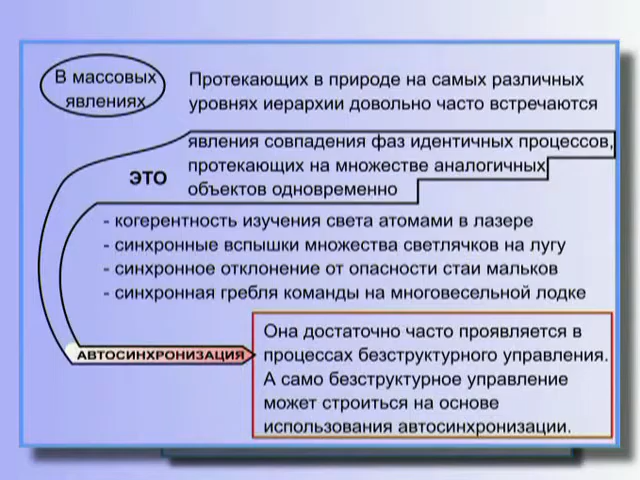 В массовых
явлениях
Протекающих в природе на самых различных
уровнях иерархии довольно часто встречаются
явления совпадения фаз идентичных процессов,
ЭТО
протекающих на множестве аналогичных
объектов одновременно
- когерентность изучения света атомами в лазере
- синхронные вспышки множества светлячков на лугу
- синхронное отклонение от опасности стаи мальков
- синхронная гребля команды на многовесельной лодке
АВТОСИНХРОНИЗАЦИЯ
Она достаточно часто проявляется в
процессах безструктурного управления.
А само безструктурное управление
может строиться на основе
использования автосинхронизации.